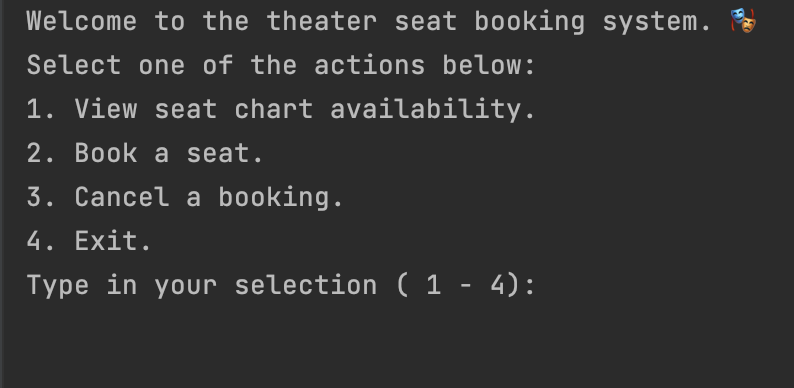 Welcome to the theater seat booking system. 🎭
Select one of the actions below:
1. View seat chart availability.
2. Book a seat.
3. Cancel a booking.
4. Exit.
Type in your selection ( 1 - 4):